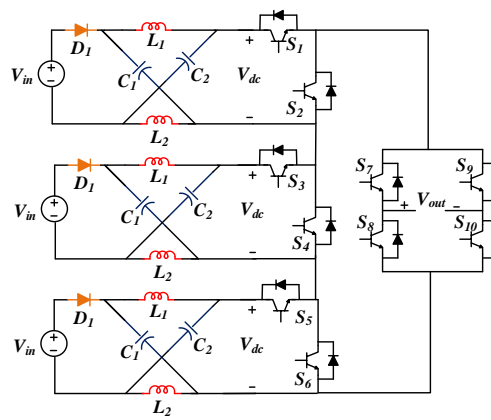 D1 L1 + S1
Vin C1 C2 Vdc S2
L2 −
D1 L1 + S3
Vin C1 C2 Vdc S4
L2 −
D1 L1 + S5
Vin C1 C2 Vdc S6
L2 −
S7 S9
+ Vout −
S8 S10
+ −
+ −
+ −